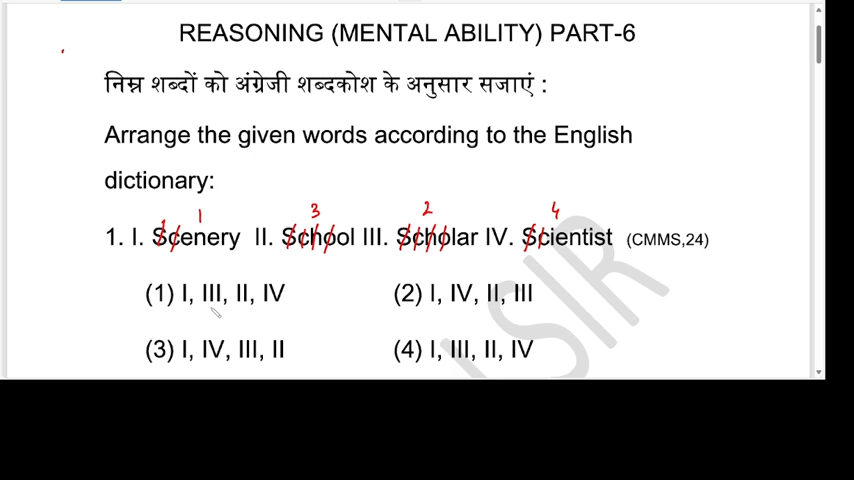 REASONING (MENTAL ABILITY) PART-6
निम्न शब्दों को अंग्रेजी शब्दकोश के अनुसार सजाएं :
Arrange the given words according to the English
dictionary:
1 3 2 4
1. I. Scenery II. School III. Scholar IV. Scientist (CMMS,24)
(1) I, III, II, IV (2) I, IV, II, III
(3) I, IV, III, II (4) I, III, II, IV
L SIR